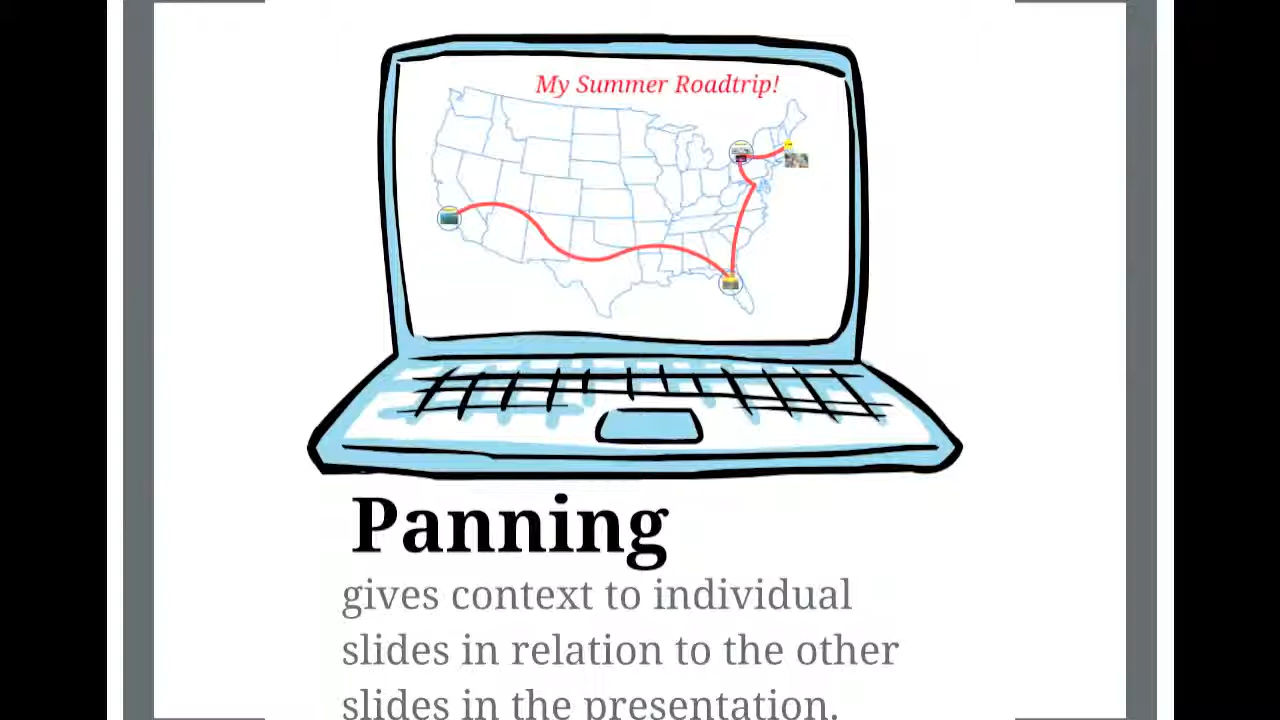 My Summer Roadtrip!
Panning
gives context to individual
slides in relation to the other
slides in the presentation.